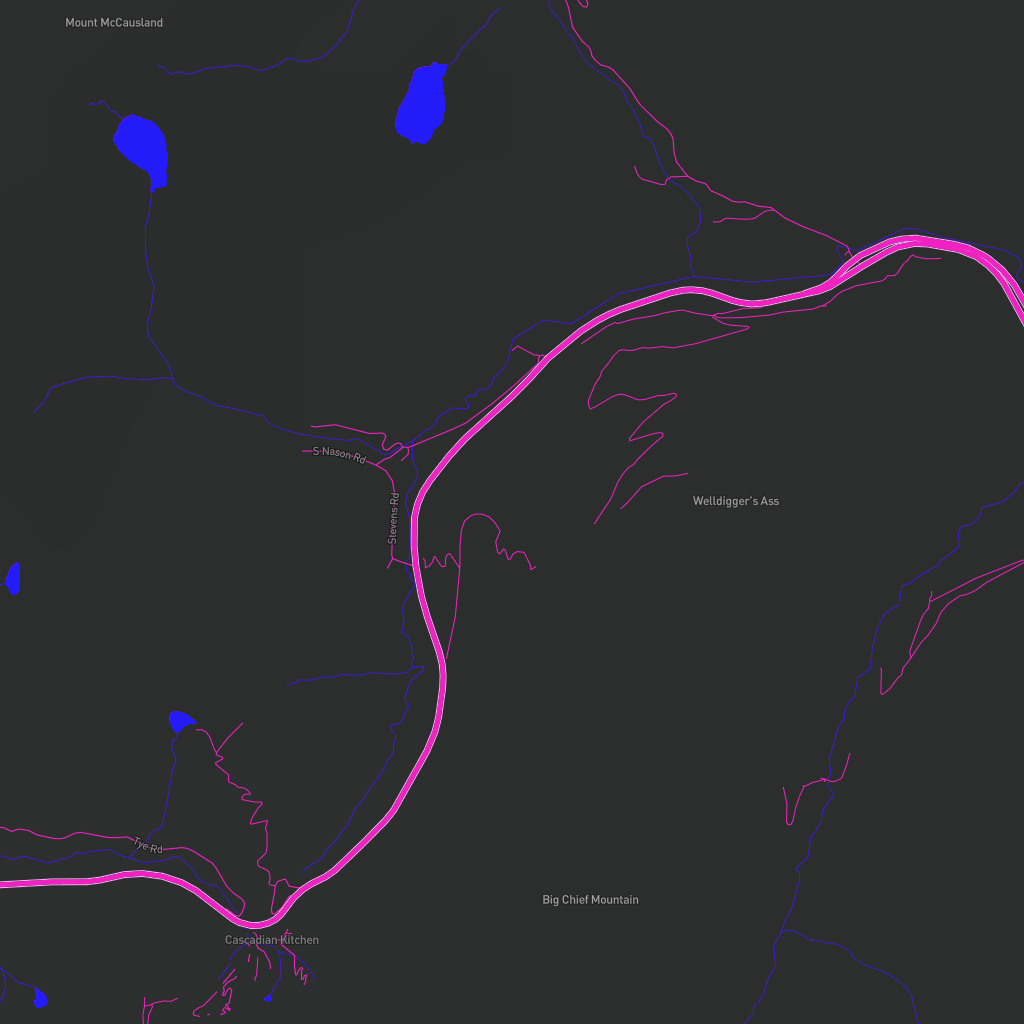 Mount McCausland
S Nason Rd
Stevens Rd
Welldigger's Ass
Tye Rd
Big Chief Mountain
Cascadian Kitchen